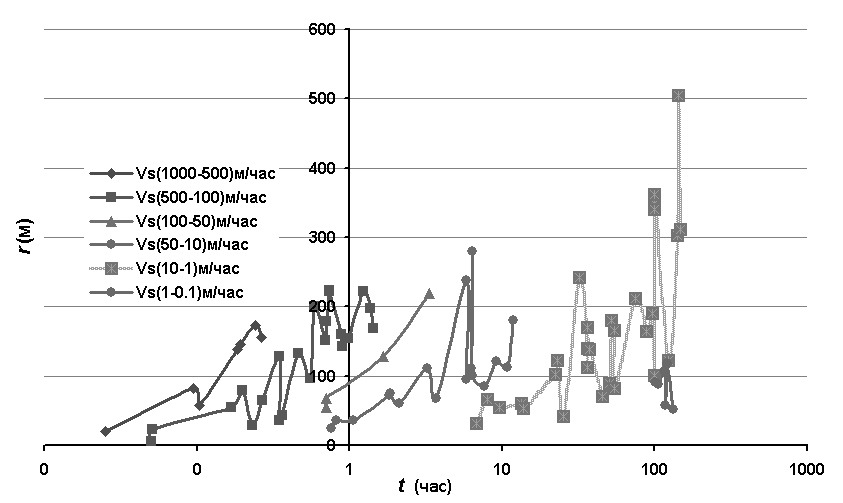 600
500
400
300
200
100
0
r (м)
Vs(1000-500)м/час
Vs(500-100)м/час
Vs(100-50)м/час
Vs(50-10)м/час
Vs(10-1)м/час
Vs(1-0.1)м/час
0 0 1 10 100 1000
t (час)